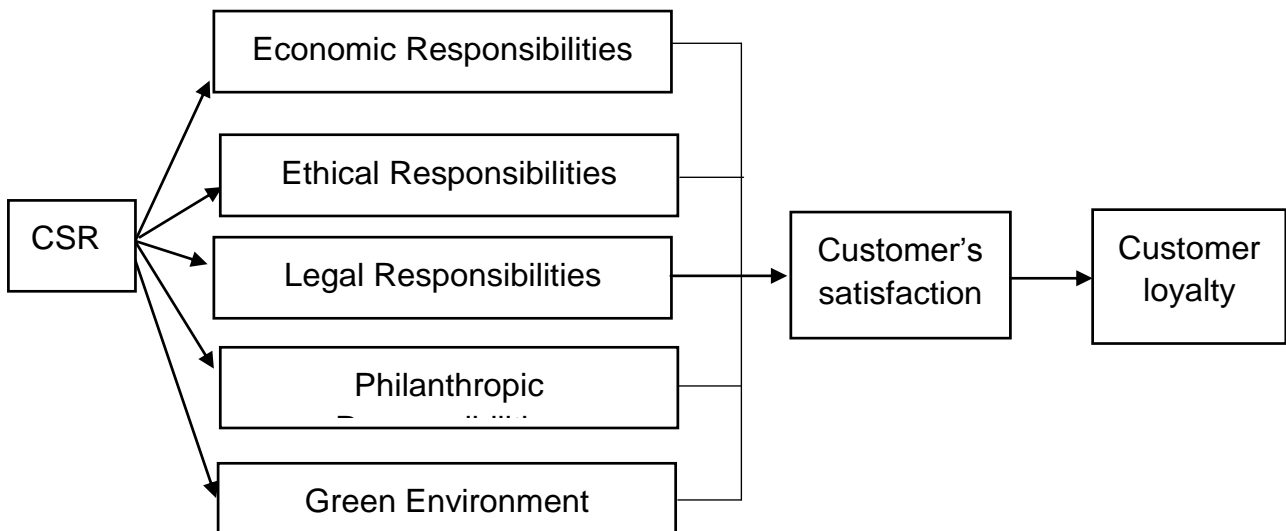 Economic Responsibilities
Ethical Responsibilities
CSR
Legal Responsibilities
Customer’s
satisfaction
Customer
loyalty
Philanthropic
Green Environment